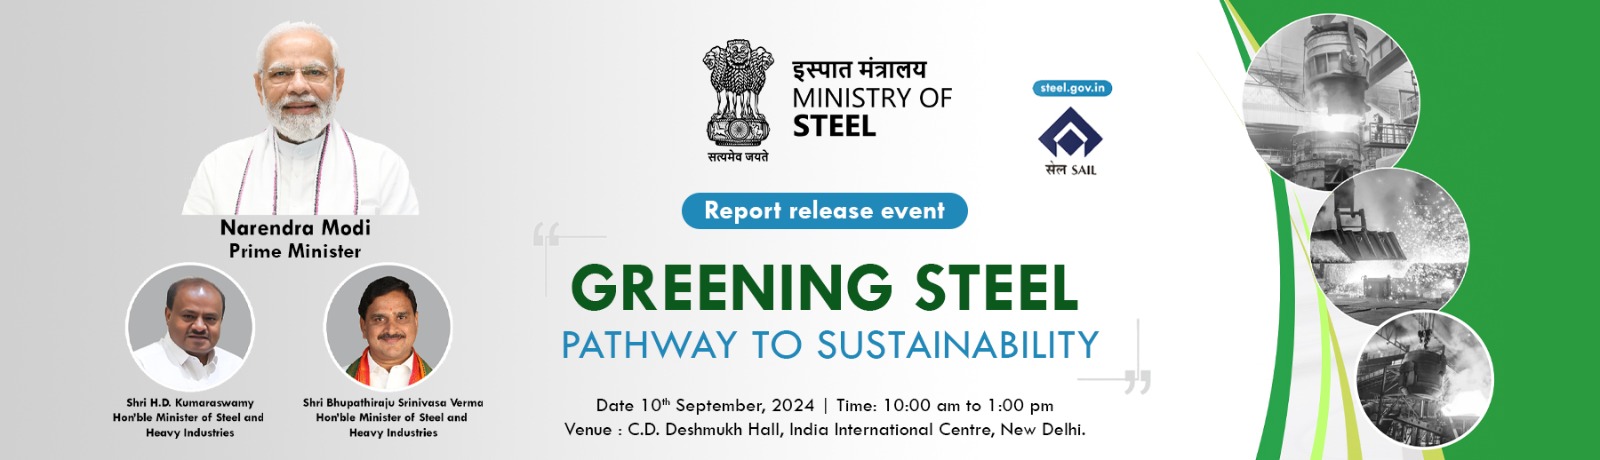 Narendra Modi
Prime Minister
Shri H.D. Kumaraswamy
Hon'ble Minister of Steel and
Heavy Industries
Shri Bhupathiraju Srinivasa Verma
Hon'ble Minister of Steel and
Heavy Industries
सत्यमेव जयते
इस्पात मंत्रालय
MINISTRY OF
STEEL
steel.gov.in
सेल SAIL
Report release event
“
GREENING STEEL
PATHWAY TO SUSTAINABILITY
”
Date 10th September, 2024 | Time: 10:00 am to 1:00 pm
Venue : C.D. Deshmukh Hall, India International Centre, New Delhi.